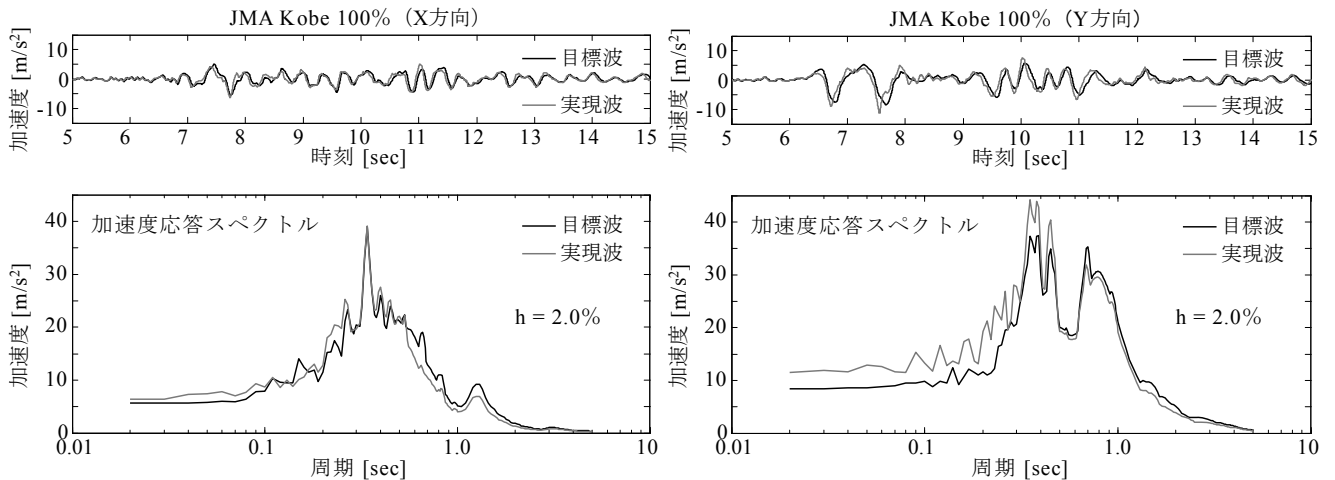 JMA Kobe 100%（X方向）
加速度 [m/s²]
10
0
-10
目標波
実現波
5 6 7 8 9 10 11 12 13 14 15
時刻 [sec]
JMA Kobe 100%（Y方向）
加速度 [m/s²]
10
0
-10
目標波
実現波
5 6 7 8 9 10 11 12 13 14 15
時刻 [sec]
加速度 [m/s²]
40
30
20
10
0
加速度応答スペクトル
目標波
実現波
h = 2.0%
0.01 0.1 1.0 10
周期 [sec]
加速度 [m/s²]
40
30
20
10
0
加速度応答スペクトル
目標波
実現波
h = 2.0%
0.01 0.1 1.0 10
周期 [sec]